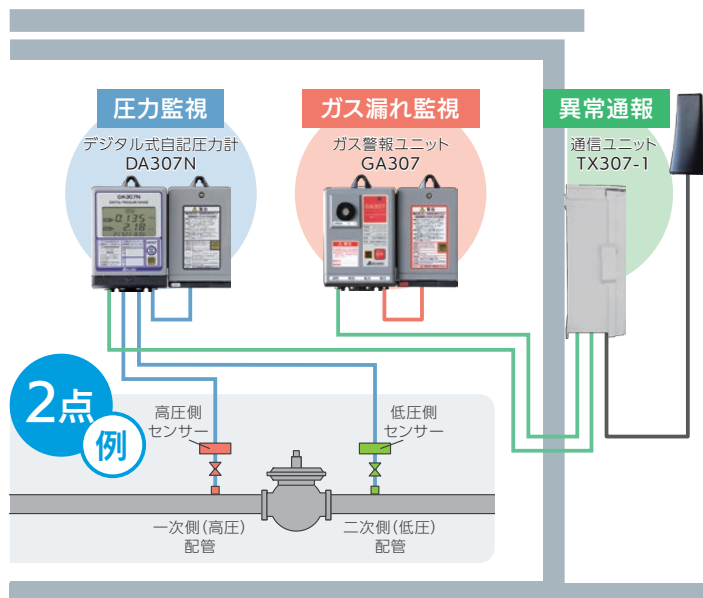 圧力監視
デジタル式自記圧力計
DA307N
ガス漏れ監視
ガス警報ユニット
GA307
異常通報
通信ユニット
TX307-1
GA307
2点
例
高圧側
センサー
低圧側
センサー
一次側(高圧)
配管
二次側(低圧)
配管